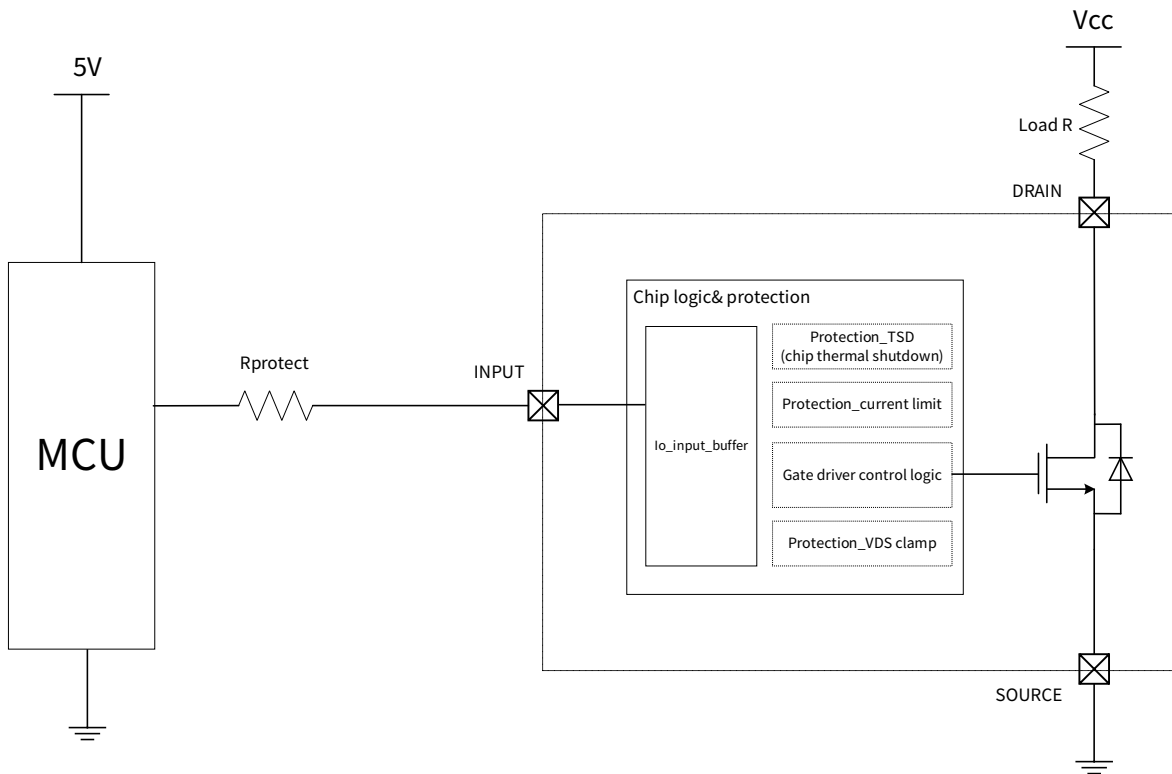 Vcc
5V
Load R
DRAIN
Chip logic& protection
Protection_TSD
(chip thermal shutdown)
Rprotect
INPUT
Protection_current limit
MCU
Io_input_buffer
Gate driver control logic
Protection_VDS clamp
SOURCE